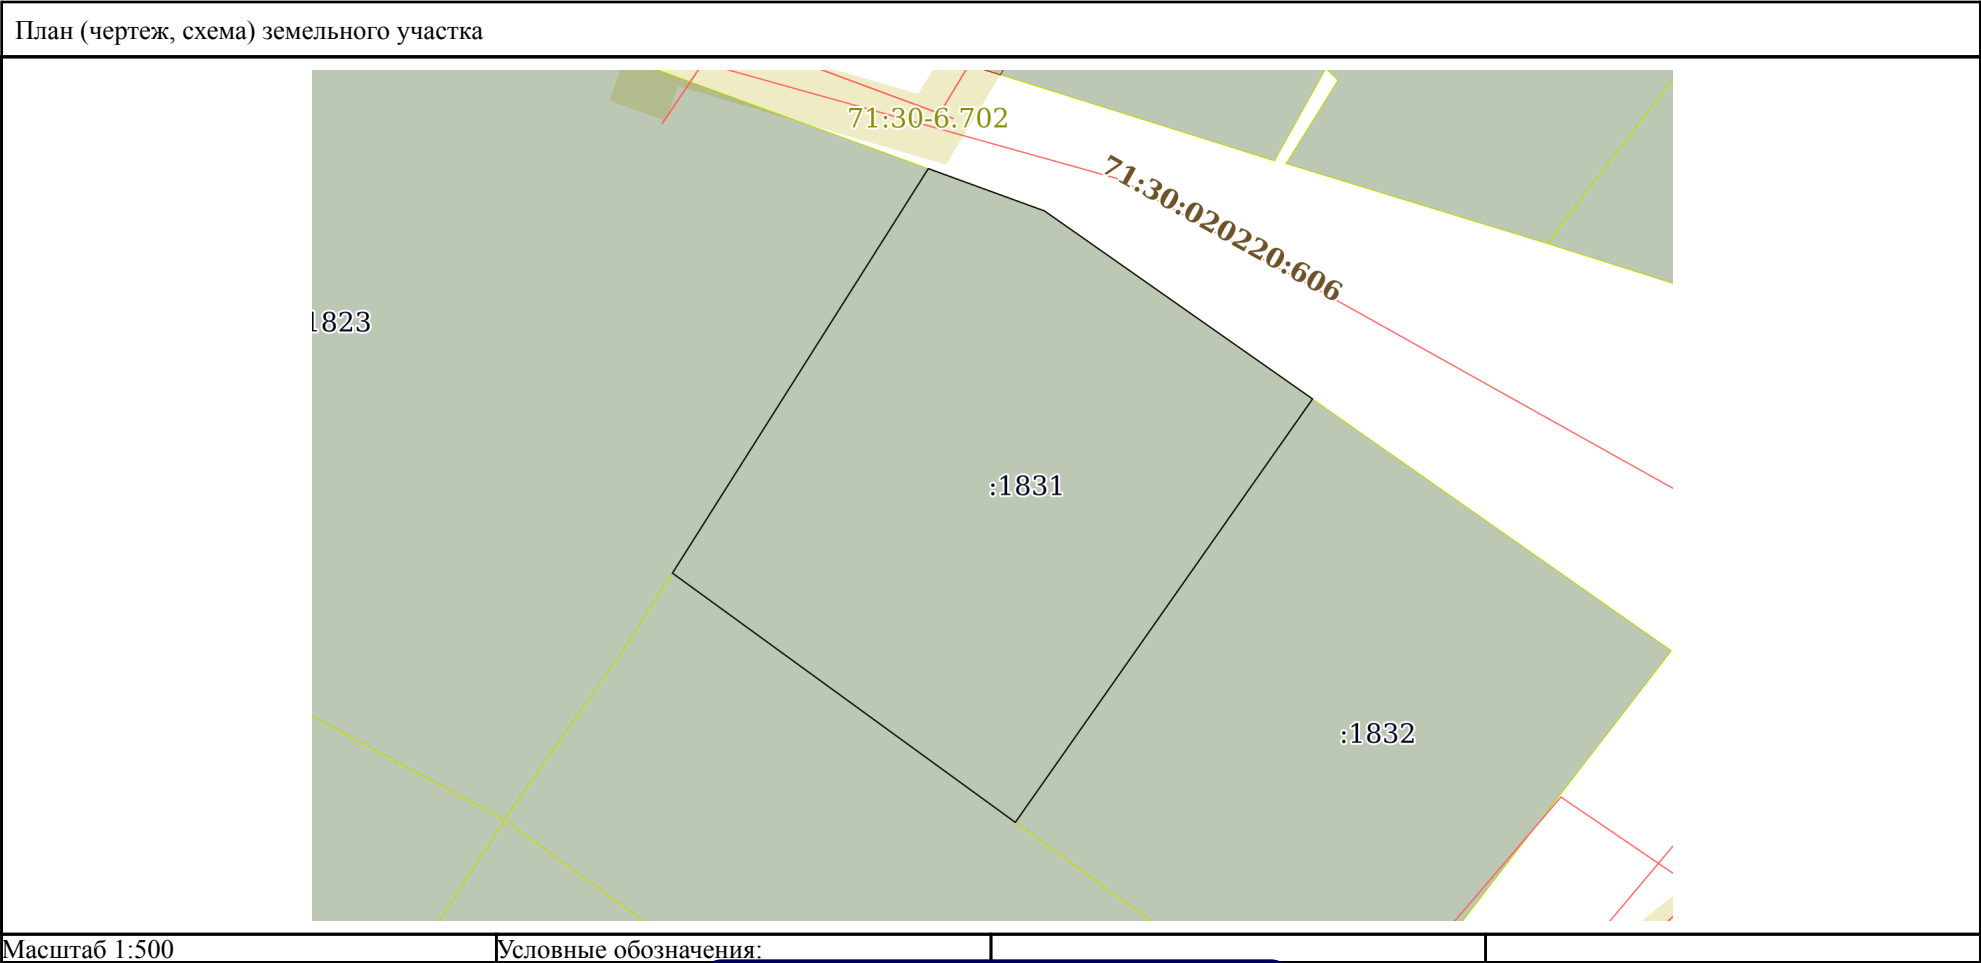 План (чертеж, схема) земельного участка
71:30-6.702
71:30:020220:606
1823
:1831
:1832
Масштаб 1:500
Условные обозначения: